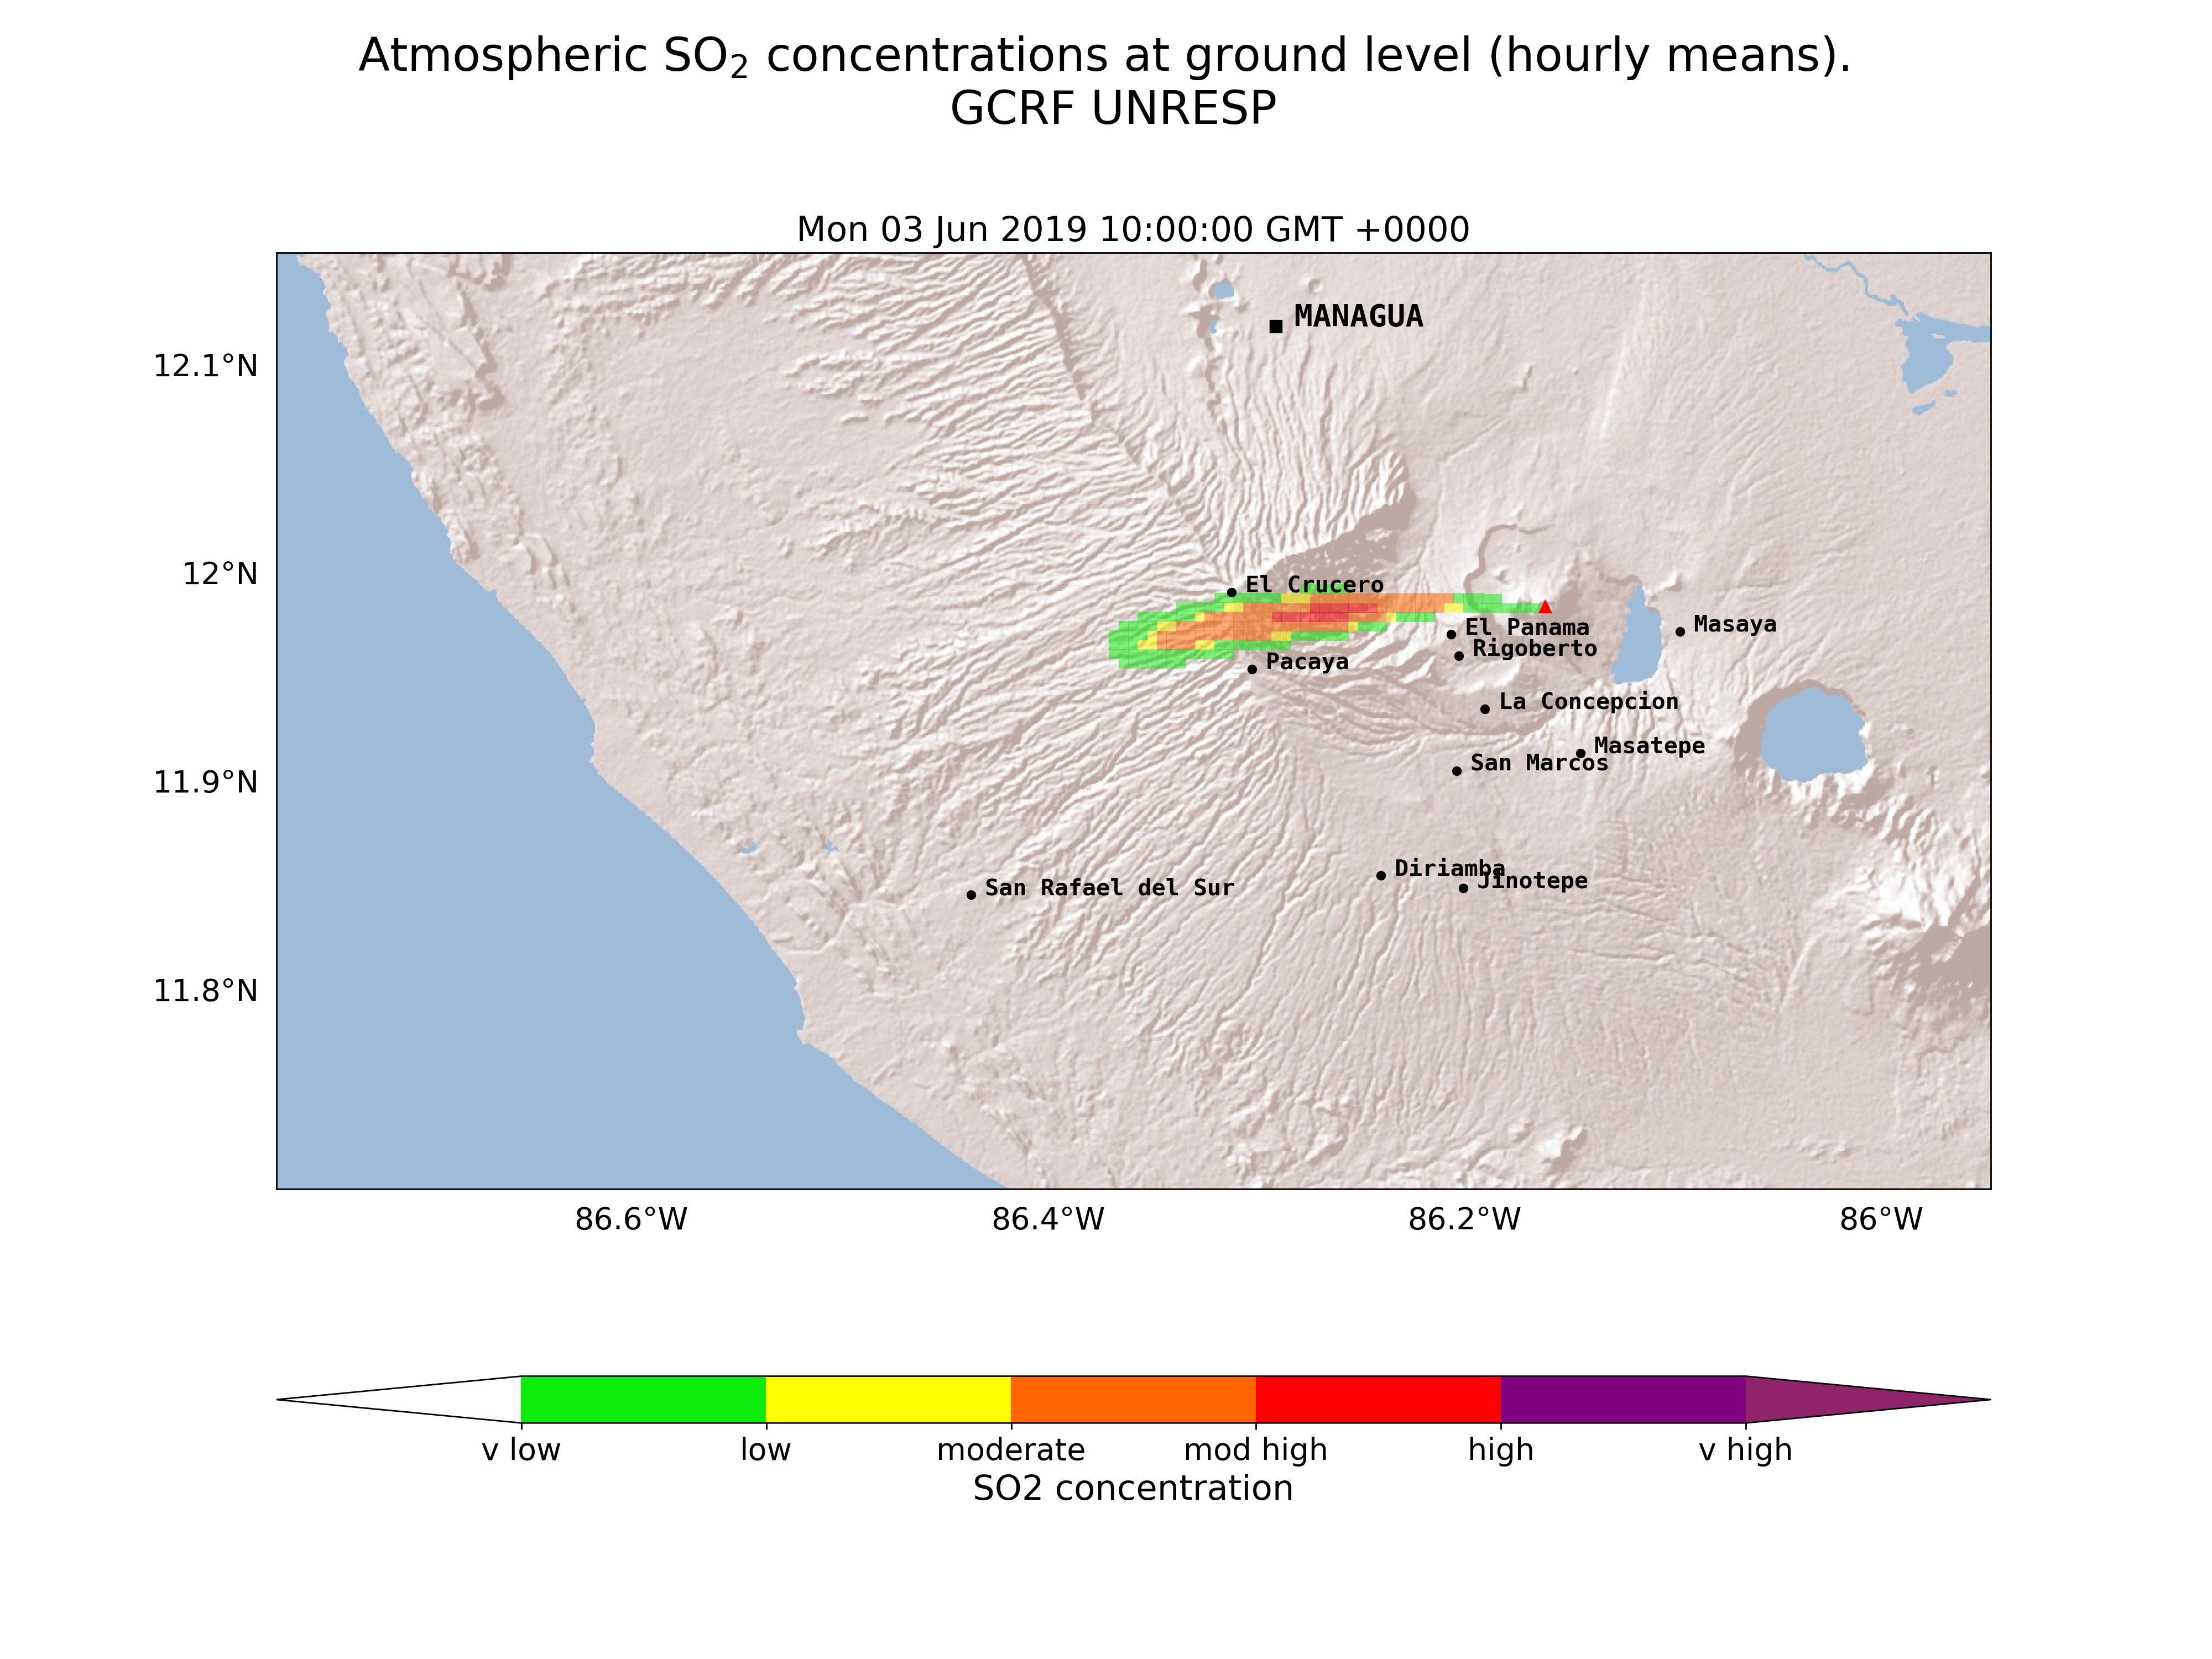 Atmospheric SO₂ concentrations at ground level (hourly means).
GCRF UNRESP
Mon 03 Jun 2019 10:00:00 GMT +0000
MANAGUA
12.1°N
12°N
El Crucero
El Panama
Masaya
Rigoberto
Pacaya
La Concepcion
Masatepe
San Marcos
11.9°N
Diriamba
Jinotepe
San Rafael del Sur
11.8°N
86.6°W 86.4°W 86.2°W 86°W
v low low moderate mod high high v high
SO2 concentration